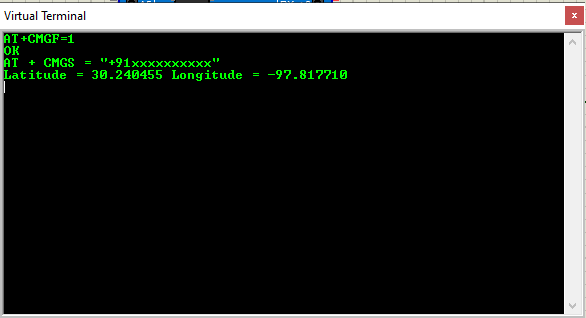 Virtual Terminal
AT+CMGF=1
OK
AT + CMGS = "+91xxxxxxxxxx"
Latitude = 30.240455 Longitude = -97.817710